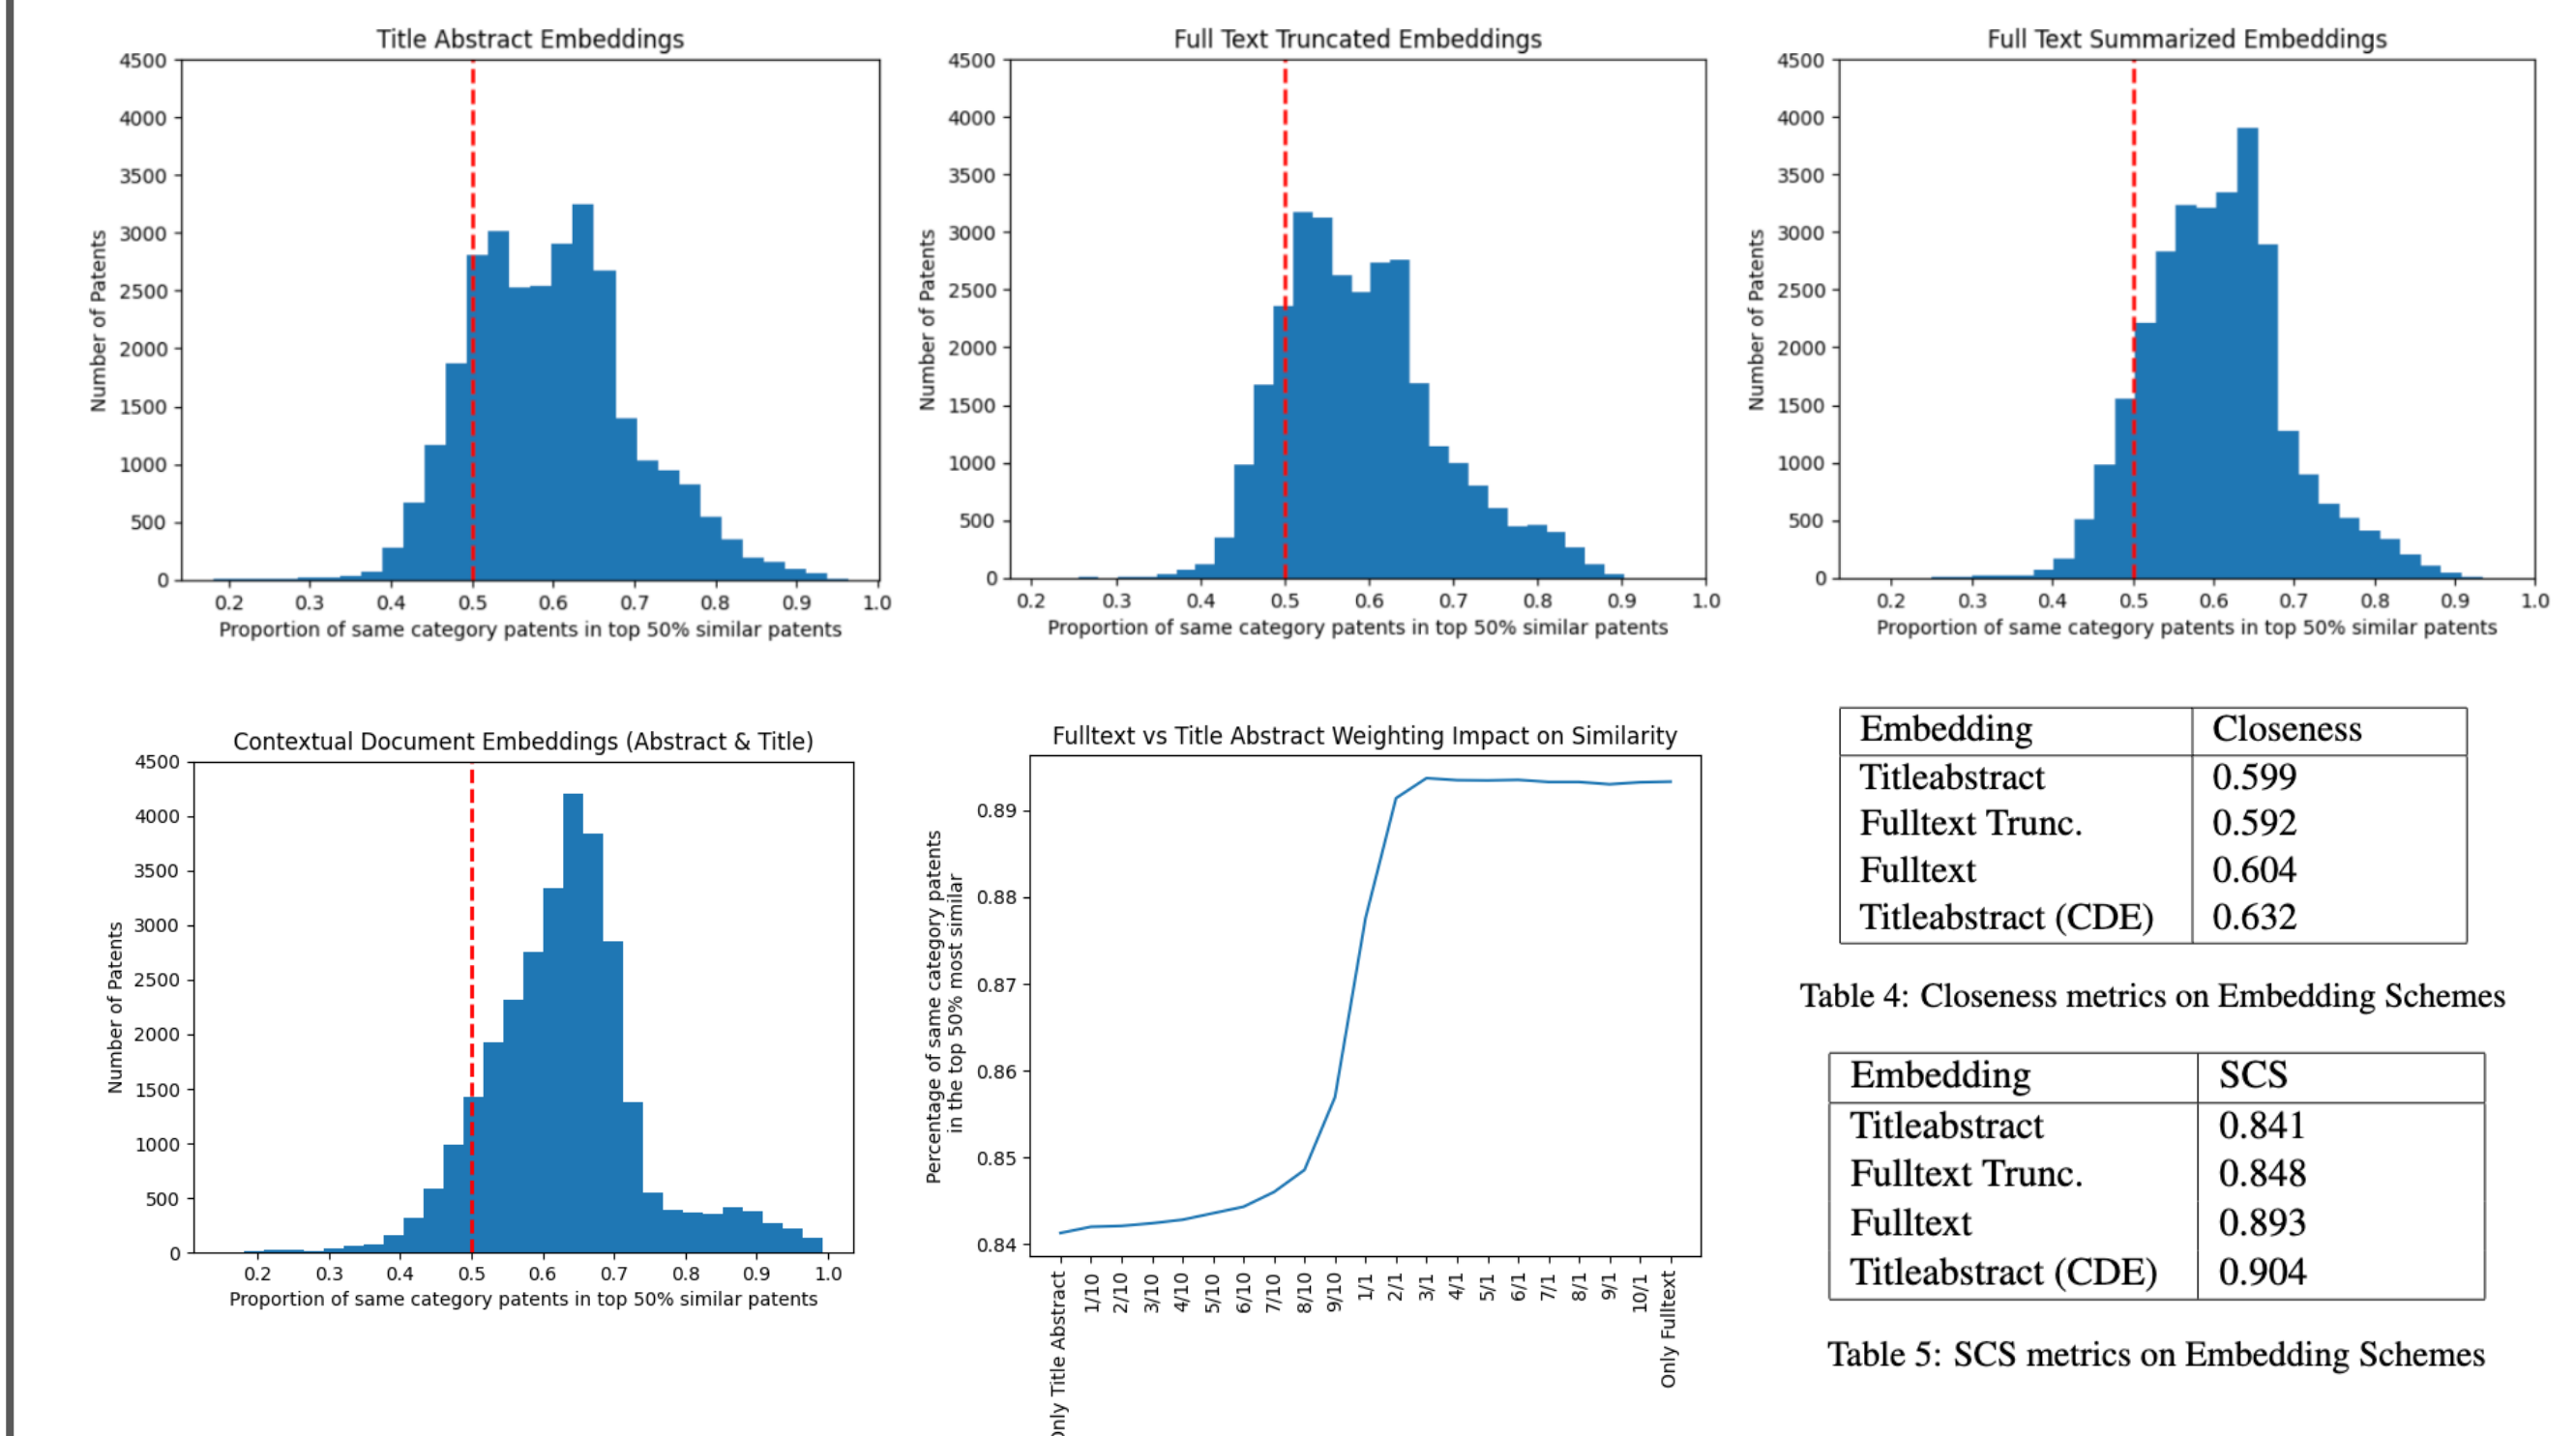 Title Abstract Embeddings
4500
4000
3500
3000
2500
2000
1500
1000
500
0
Number of Patents
0.2 0.3 0.4 0.5 0.6 0.7 0.8 0.9 1.0
Proportion of same category patents in top 50% similar patents
Full Text Truncated Embeddings
4500
4000
3500
3000
2500
2000
1500
1000
500
0
Number of Patents
0.2 0.3 0.4 0.5 0.6 0.7 0.8 0.9 1.0
Proportion of same category patents in top 50% similar patents
Full Text Summarized Embeddings
4500
4000
3500
3000
2500
2000
1500
1000
500
0
Number of Patents
0.2 0.3 0.4 0.5 0.6 0.7 0.8 0.9 1.0
Proportion of same category patents in top 50% similar patents
Contextual Document Embeddings (Abstract & Title)
4500
4000
3500
3000
2500
2000
1500
1000
500
0
Number of Patents
0.2 0.3 0.4 0.5 0.6 0.7 0.8 0.9 1.0
Proportion of same category patents in top 50% similar patents
Fulltext vs Title Abstract Weighting Impact on Similarity
0.89
0.88
0.87
0.86
0.85
0.84
Percentage of same category patents
in the top 50% most similar
Only Title Abstract
1/10
2/10
3/10
4/10
5/10
6/10
7/10
8/10
9/10
1/1
2/1
3/1
4/1
5/1
6/1
7/1
8/1
9/1
10/1
Only Fulltext
Embedding Closeness
Titleabstract 0.599
Fulltext Trunc. 0.592
Fulltext 0.604
Titleabstract (CDE) 0.632
Table 4: Closeness metrics on Embedding Schemes
Embedding SCS
Titleabstract 0.841
Fulltext Trunc. 0.848
Fulltext 0.893
Titleabstract (CDE) 0.904
Table 5: SCS metrics on Embedding Schemes